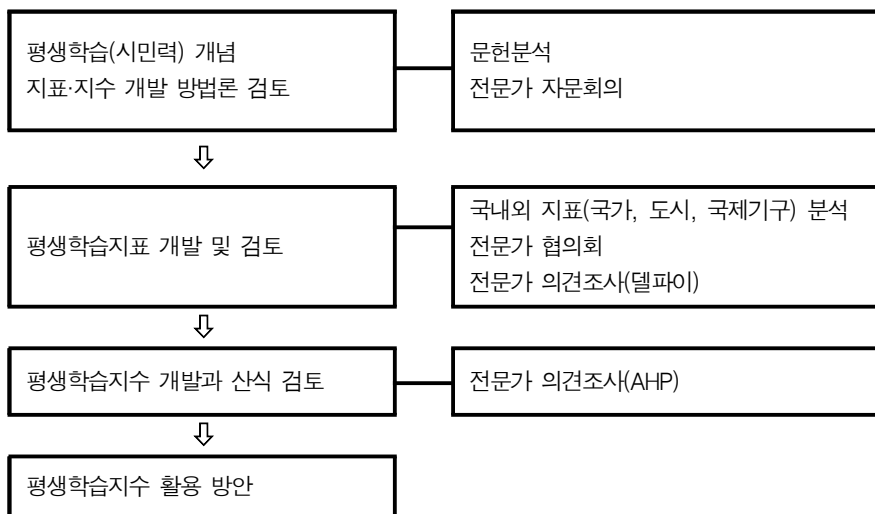 평생학습(시민력) 개념
지표·지수 개발 방법론 검토
문헌분석
전문가 자문회의
평생학습지표 개발 및 검토
국내외 지표(국가, 도시, 국제기구) 분석
전문가 협의회
전문가 의견조사(델파이)
평생학습지수 개발과 산식 검토
전문가 의견조사(AHP)
평생학습지수 활용 방안